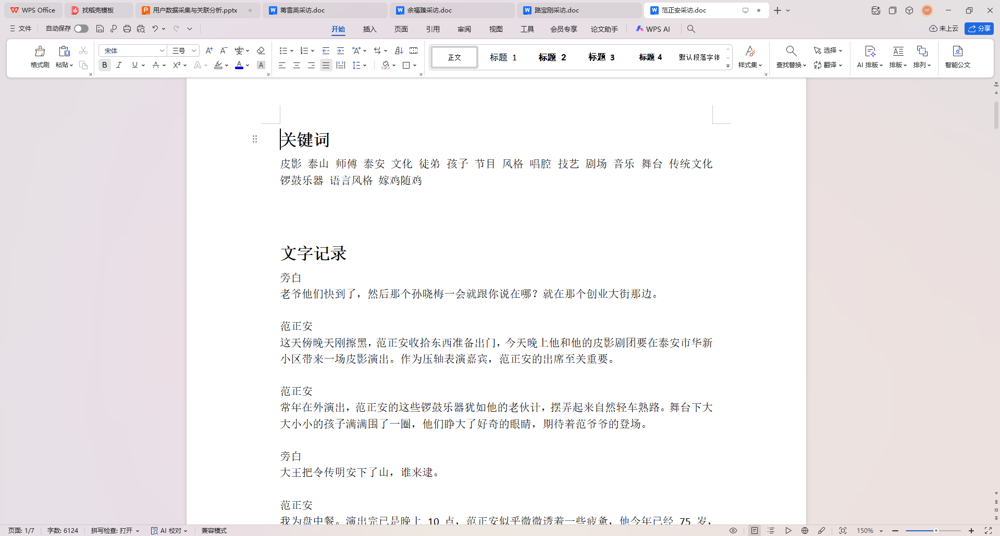 WPS Office
找稻壳模板
用户数据采集与关联分析.pptx
蒋雪英采访.doc
余福臻采访.doc
路宝刚采访.doc
范正安采访.doc
文件
自动保存
开始
插入
页面
引用
审阅
视图
工具
会员专享
论文助手
WPS AI
未上云
分享
格式刷
粘贴
宋体
三号
正文
标题 1
标题 2
标题 3
标题 4
默认段落字体
样式集
查找替换
选择
翻译
AI 排版
排版
排列
智能公文
关键词
皮影 泰山 师傅 泰安 文化 徒弟 孩子 节目 风格 唱腔 技艺 剧场 音乐 舞台 传统文化
锣鼓乐器 语言风格 嫁鸡随鸡
文字记录
旁白
老爷他们快到了，然后那个孙晓梅一会就跟你说在哪？就在那个创业大街那边。
范正安
这天傍晚天刚擦黑，范正安收拾东西准备出门，今天晚上他和他的皮影剧团要在泰安市华新
小区带来一场皮影演出。作为压轴表演嘉宾，范正安的出席至关重要。
范正安
常年在外演出，范正安的这些锣鼓乐器犹如他的老伙计，摆弄起来自然轻车熟路。舞台下大
大小小的孩子满满围了一圈，他们睁大了好奇的眼睛，期待着范爷爷的登场。
旁白
大王把令传明安下了山，谁来逮。
范正安
我为盘中餐。演出完已是晚上 10 点，范正安似乎微微透着一些疲惫，他今年已经 75 岁，
页面: 1/7
字数: 6124
拼写检查: 打开
AI 校对
兼容模式
150%